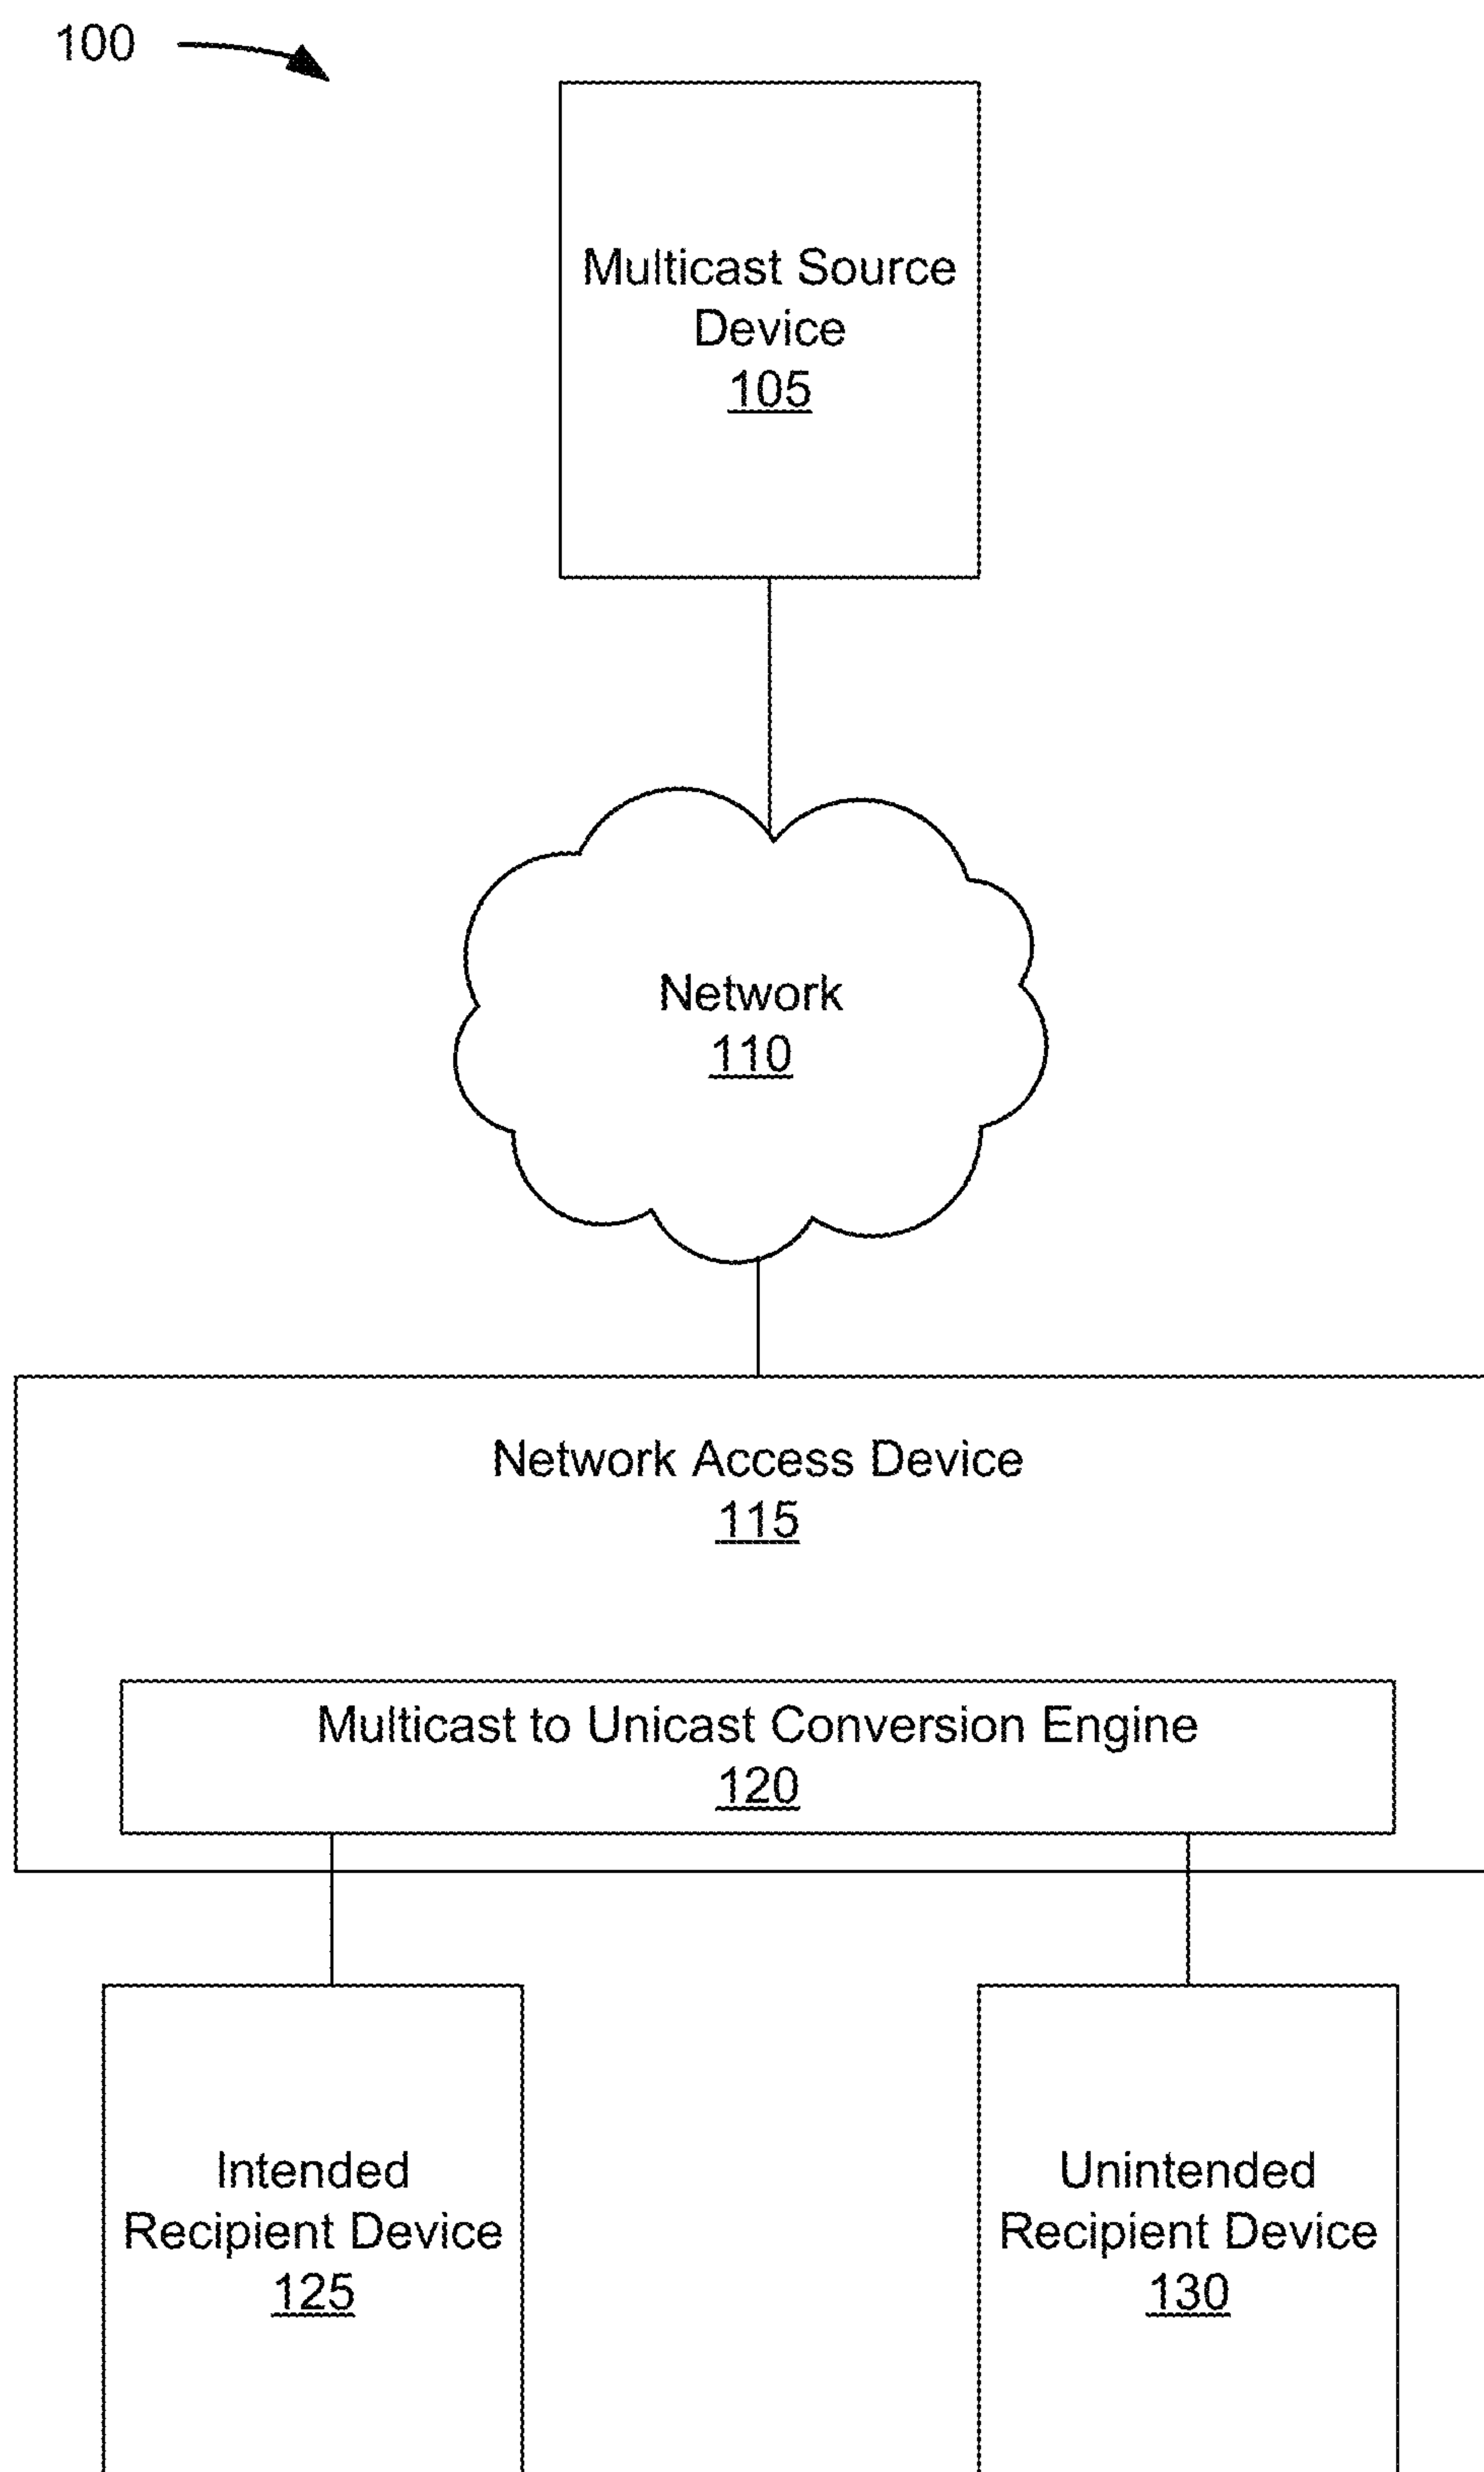 100
Multicast Source
Device
105
Network
110
Network Access Device
115
Multicast to Unicast Conversion Engine
120
Intended
Recipient Device
125
Unintended
Recipient Device
130